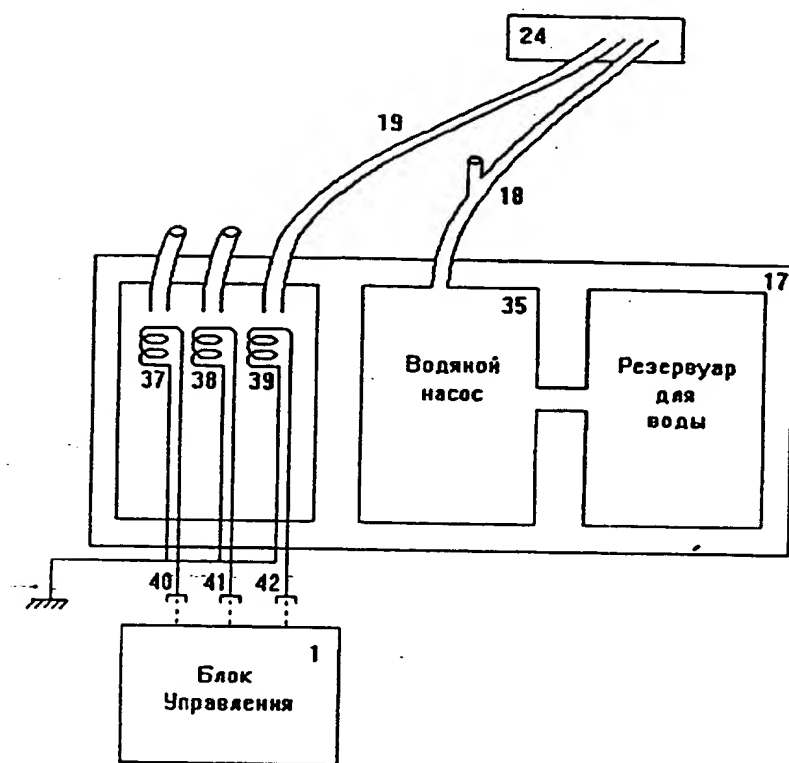 24
19
18
17
35
Водяной
насос
Резервуар
для
воды
37 38 39
40 41 42
1
Блок
Управления